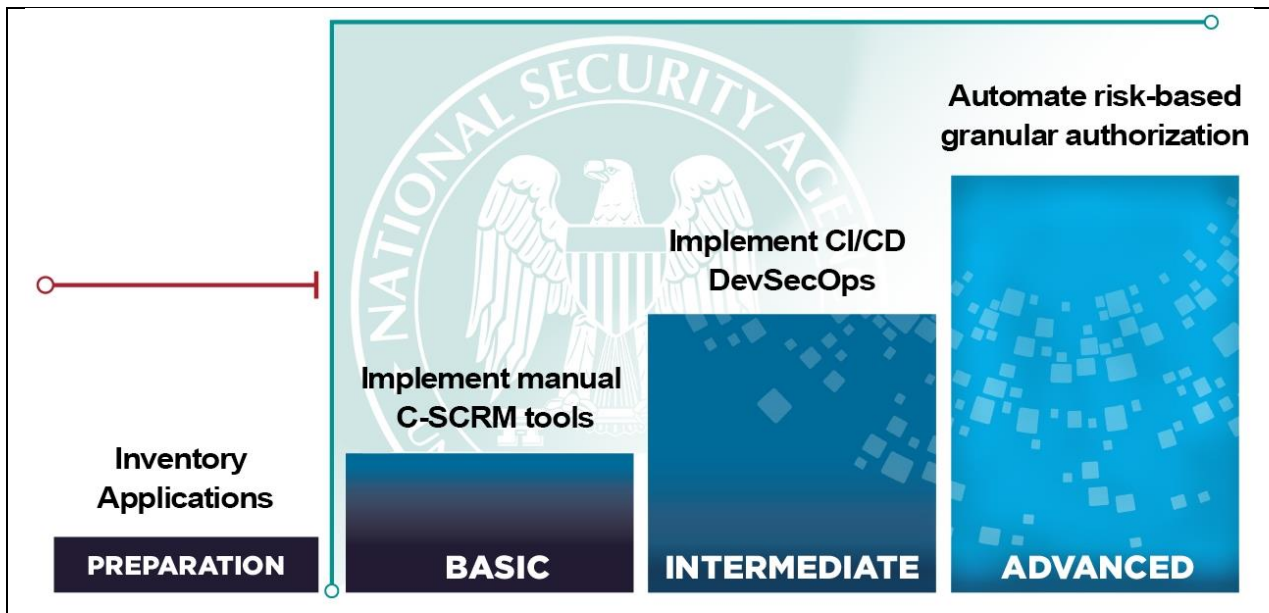 NATIONAL SECURITY AGEN
Automate risk-based
granular authorization
Implement CI/CD
DevSecOps
Implement manual
C-SCRM tools
Inventory
Applications
PREPARATION
BASIC
INTERMEDIATE
ADVANCED